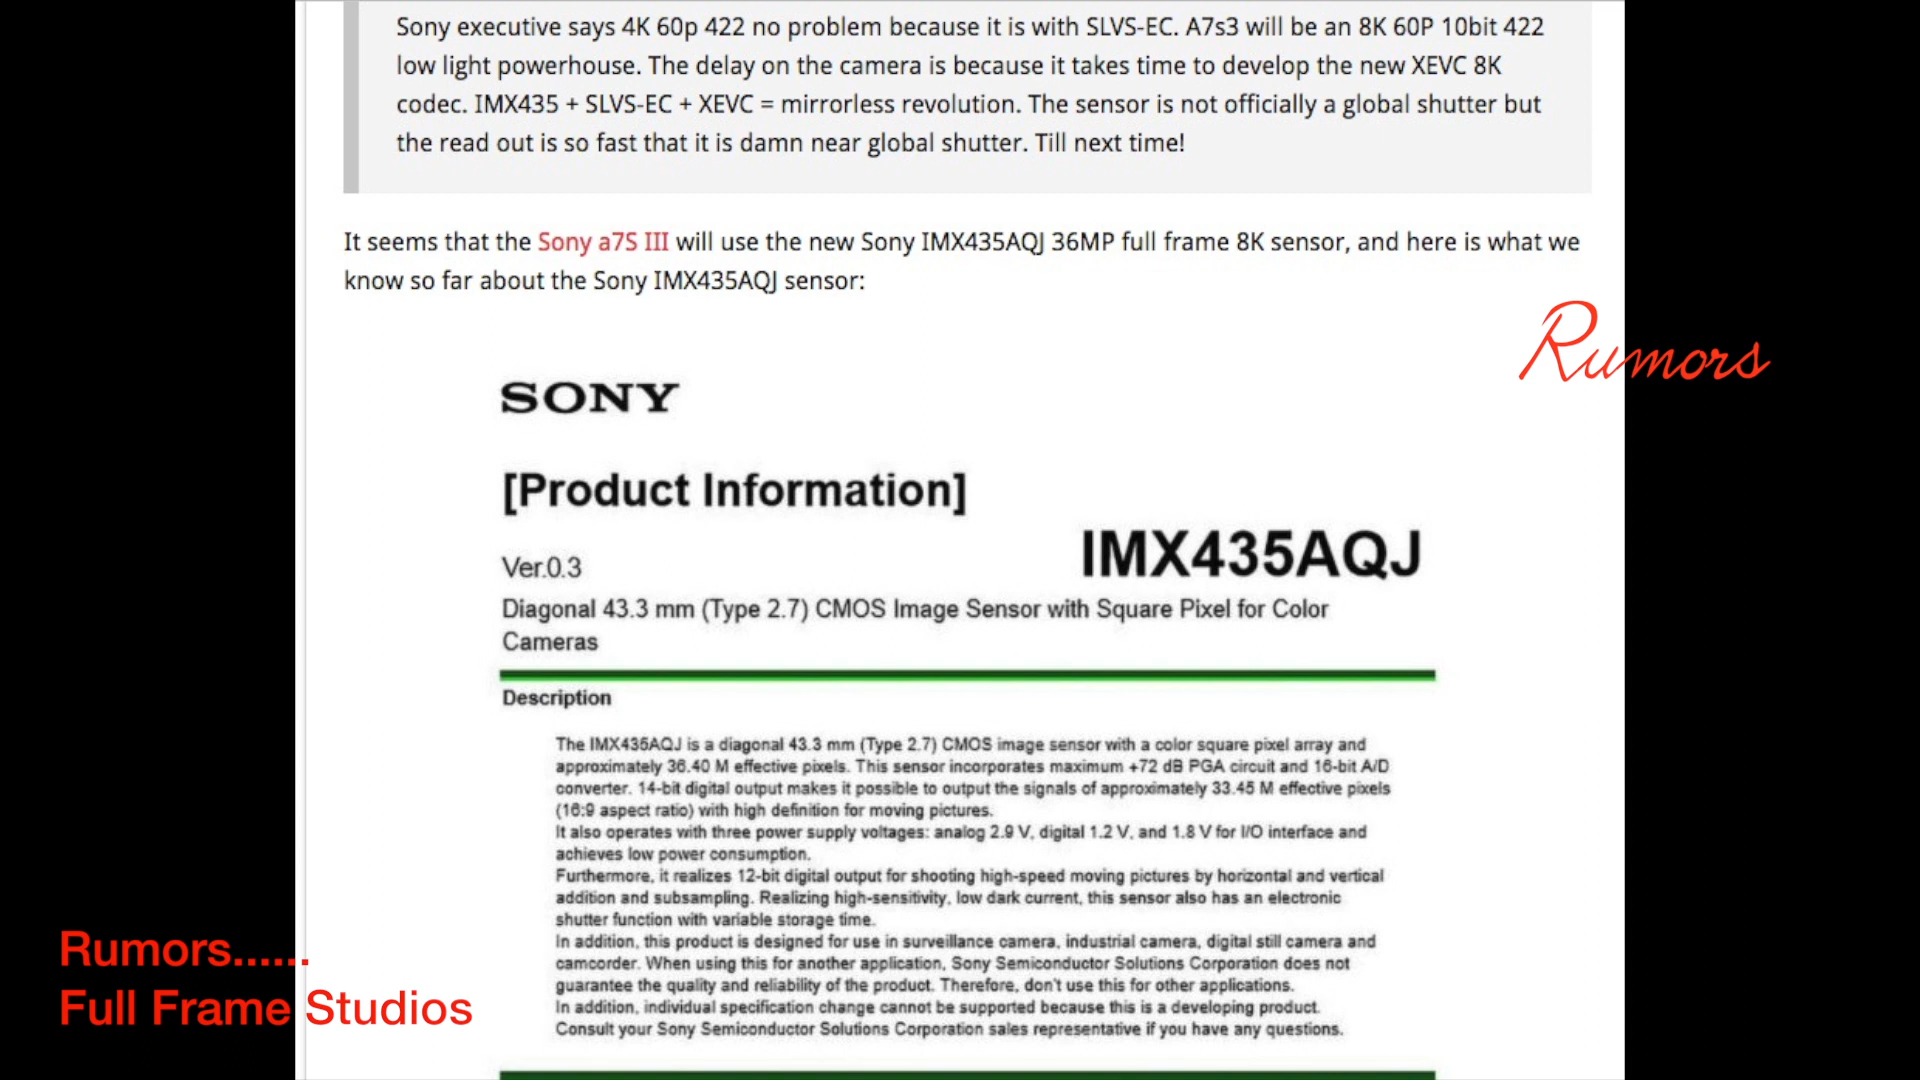 Sony executive says 4K 60p 422 no problem because it is with SLVS-EC. A7s3 will be an 8K 60P 10bit 422
low light powerhouse. The delay on the camera is because it takes time to develop the new XEVC 8K
codec. IMX435 + SLVS-EC + XEVC = mirrorless revolution. The sensor is not officially a global shutter but
the read out is so fast that it is damn near global shutter. Till next time!
It seems that the Sony a7S III will use the new Sony IMX435AQJ 36MP full frame 8K sensor, and here is what we
know so far about the Sony IMX435AQJ sensor:
Rumors
SONY
[Product Information]
IMX435AQJ
Ver.0.3
Diagonal 43.3 mm (Type 2.7) CMOS Image Sensor with Square Pixel for Color
Cameras
Description
The IMX435AQJ is a diagonal 43.3 mm (Type 2.7) CMOS image sensor with a color square pixel array and
approximately 36.40 M effective pixels. This sensor incorporates maximum +72 dB PGA circuit and 16-bit A/D
converter. 14-bit digital output makes it possible to output the signals of approximately 33.45 M effective pixels
(16:9 aspect ratio) with high definition for moving pictures.
It also operates with three power supply voltages: analog 2.9 V, digital 1.2 V, and 1.8 V for I/O interface and
achieves low power consumption.
Furthermore, it realizes 12-bit digital output for shooting high-speed moving pictures by horizontal and vertical
addition and subsampling. Realizing high-sensitivity, low dark current, this sensor also has an electronic
shutter function with variable storage time.
In addition, this product is designed for use in surveillance camera, industrial camera, digital still camera and
camcorder. When using this for another application, Sony Semiconductor Solutions Corporation does not
guarantee the quality and reliability of the product. Therefore, don't use this for other applications.
In addition, individual specification change cannot be supported because this is a developing product.
Consult your Sony Semiconductor Solutions Corporation sales representative if you have any questions.
Rumors......
Full Frame Studios